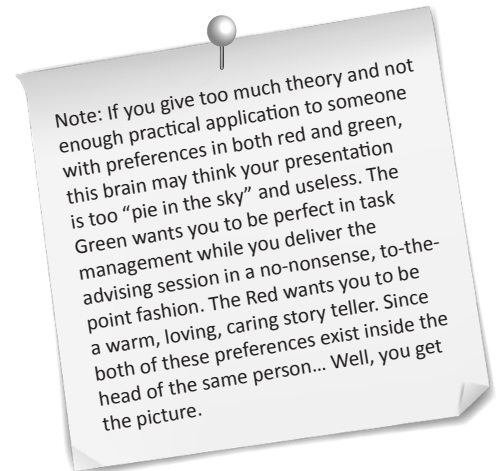 Note: If you give too much theory and not
enough practical application to someone
with preferences in both red and green,
this brain may think your presentation
is too “pie in the sky” and useless. The
Green wants you to be perfect in task
management while you deliver the
advising session in a no-nonsense, to-the-
point fashion. The Red wants you to be
a warm, loving, caring story teller. Since
both of these preferences exist inside the
head of the same person... Well, you get
the picture.